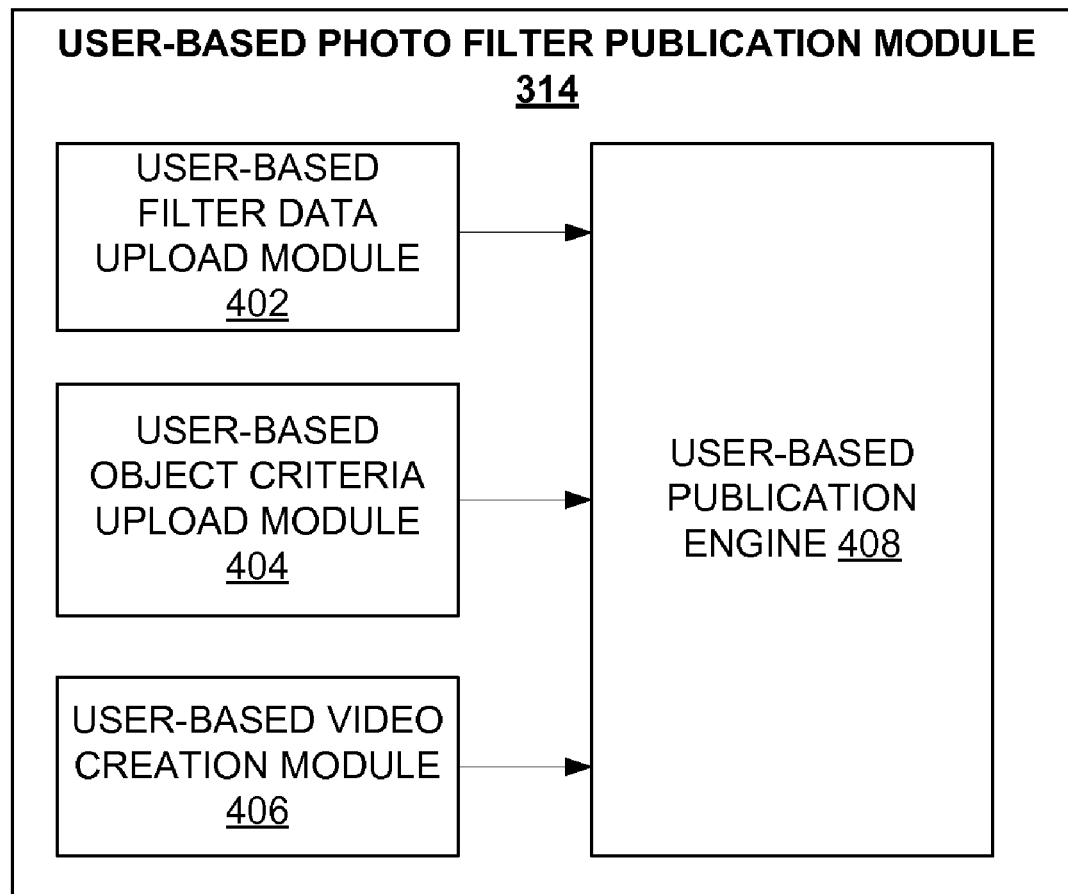 USER-BASED PHOTO FILTER PUBLICATION MODULE
314
USER-BASED
FILTER DATA
UPLOAD MODULE
402
USER-BASED
OBJECT CRITERIA
UPLOAD MODULE
404
USER-BASED VIDEO
CREATION MODULE
406
USER-BASED
PUBLICATION
ENGINE 408